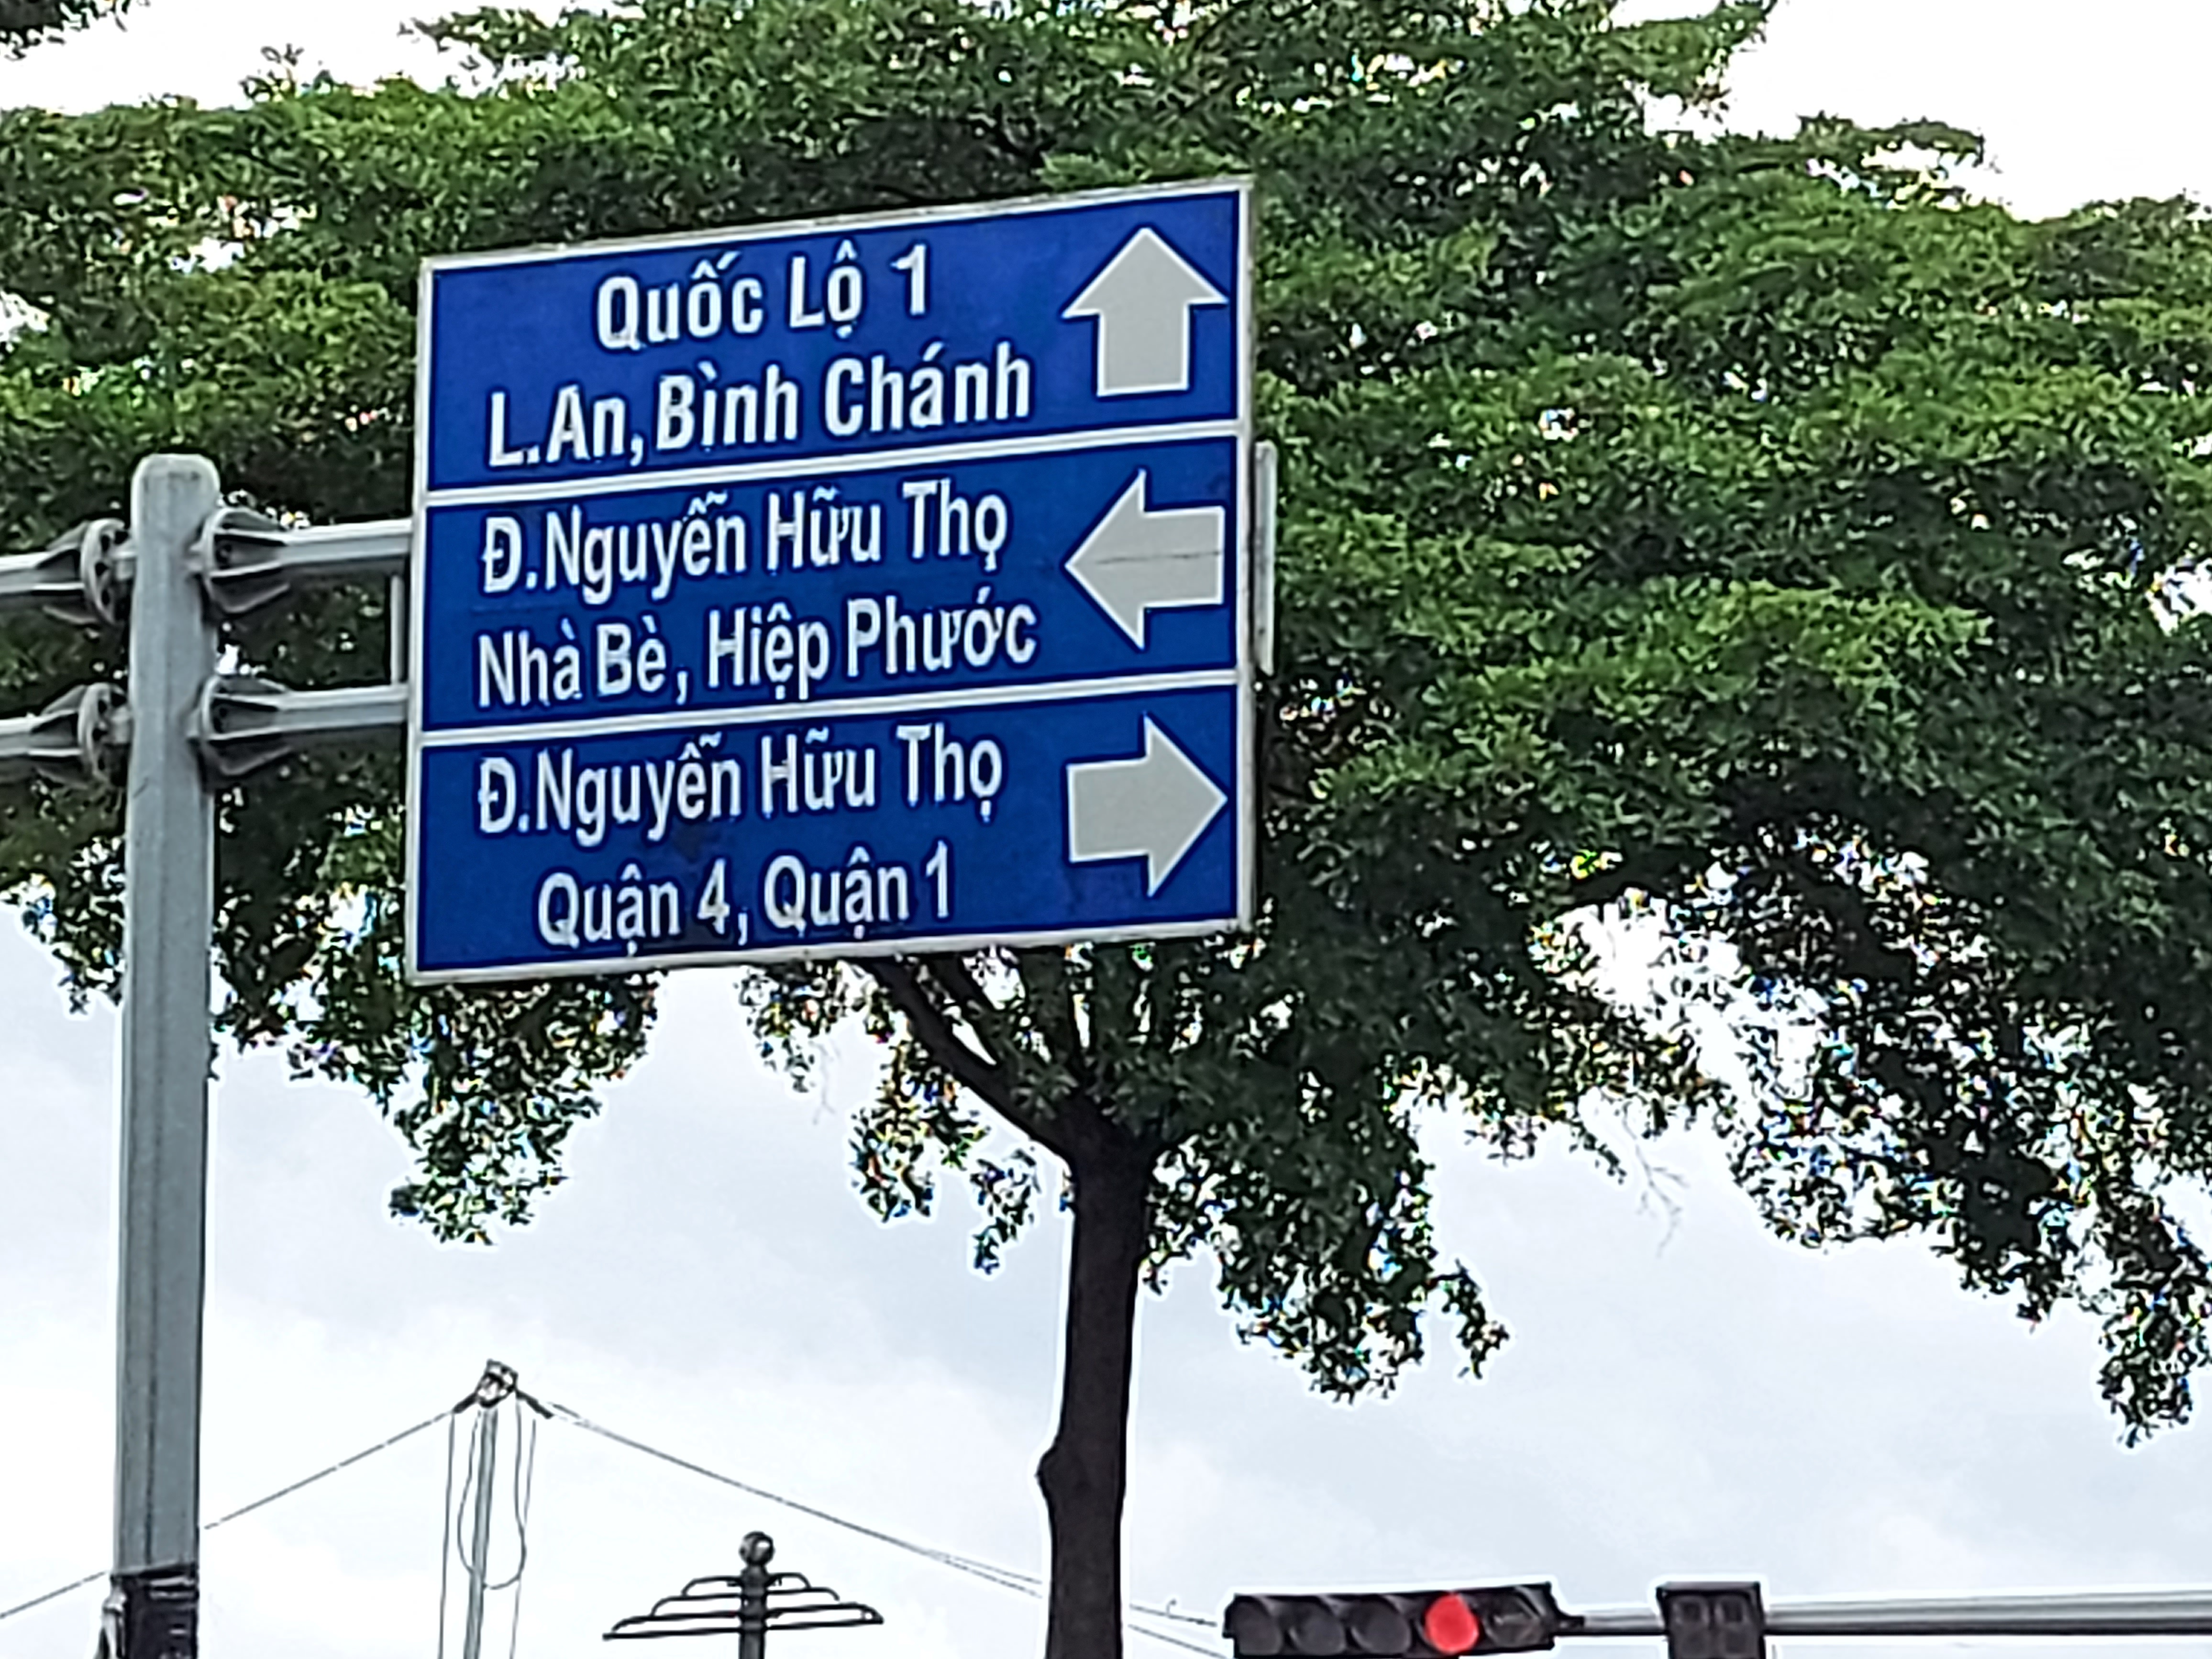 Quốc Lộ 1
L.An, Bình Chánh
Đ.Nguyễn Hữu Thọ
Nhà Bè, Hiệp Phước
Đ.Nguyễn Hữu Thọ
Quận 4, Quận 1